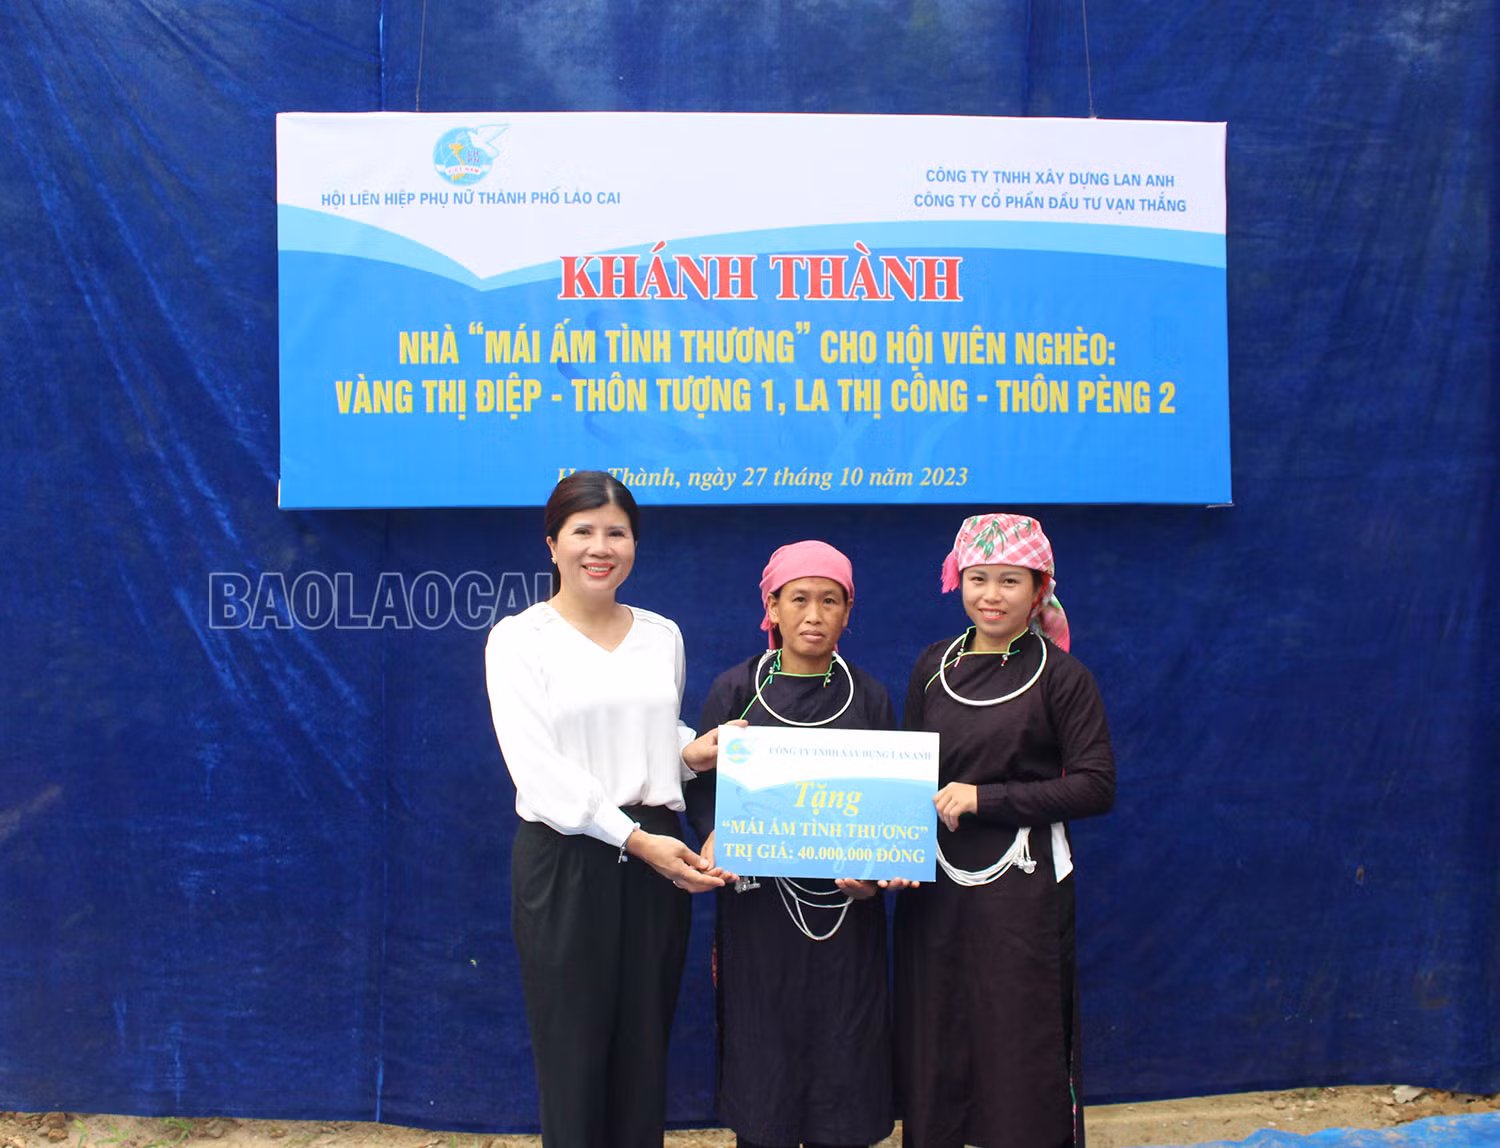 HỘI LIÊN HIỆP PHỤ NỮ THÀNH PHỐ LÀO CAI
CÔNG TY TNHH XÂY DỰNG LAN ANH
CÔNG TY CỔ PHẦN ĐẦU TƯ VẠN THẮNG
KHÁNH THÀNH
NHÀ “MÁI ẤM TÌNH THƯƠNG” CHO HỘI VIÊN NGHÈO:
VÀNG THỊ ĐIỆP - THÔN TƯỢNG 1, LA THỊ CÔNG - THÔN PÈNG 2
Thành, ngày 27 tháng 10 năm 2023
BAOLAOCAI
CÔNG TY TNHH XÂY DỰNG LAN ANH
Tặng
“MÁI ẤM TÌNH THƯƠNG”
TRỊ GIÁ: 40.000.000 ĐỒNG